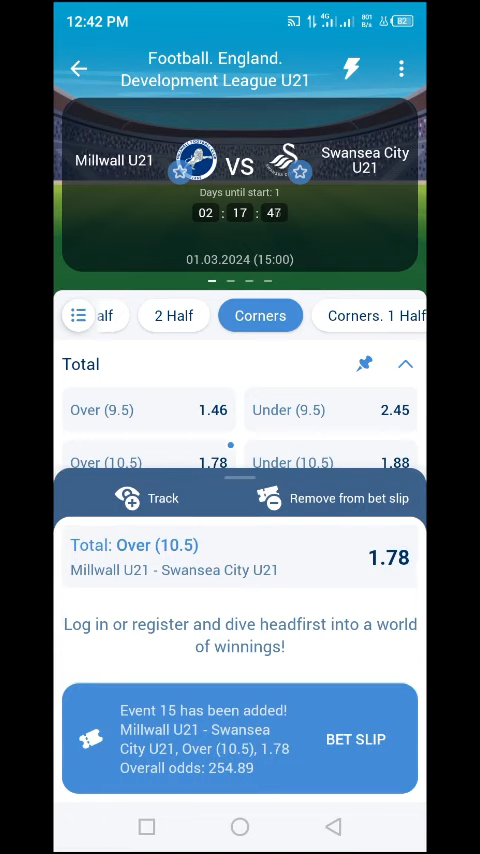 12:42 PM
4G
801
B/s
82
Football. England.
Development League U21
Millwall U21
VS
Swansea City
U21
Days until start: 1
02 : 17 : 47
01.03.2024 (15:00)
alf
2 Half
Corners
Corners. 1 Half
Total
Over (9.5) 1.46
Under (9.5) 2.45
Over (10.5) 1.78
Under (10.5) 1.88
Track
Remove from bet slip
Total: Over (10.5)
Millwall U21 - Swansea City U21
1.78
Log in or register and dive headfirst into a world
of winnings!
Event 15 has been added!
Millwall U21 - Swansea
City U21, Over (10.5), 1.78
Overall odds: 254.89
BET SLIP